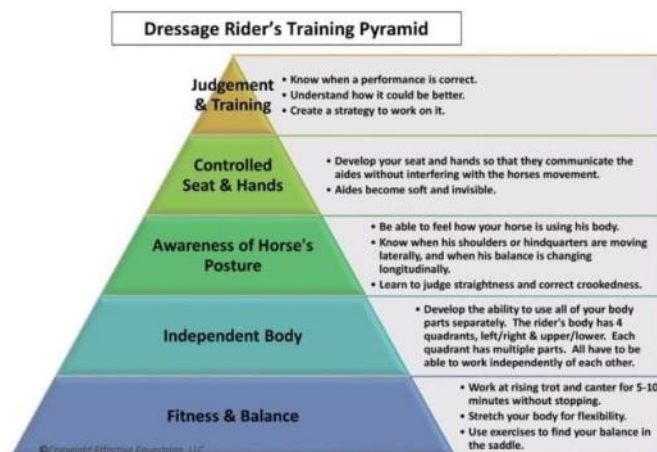 Dressage Rider's Training Pyramid
Judgement
& Training
• Know when a performance is correct.
• Understand how it could be better.
• Create a strategy to work on it.
Controlled
Seat & Hands
• Develop your seat and hands so that they communicate the
aides without interfering with the horses movement.
• Aides become soft and invisible.
Awareness of Horse's
Posture
• Be able to feel how your horse is using his body.
• Know when his shoulders or hindquarters are moving
laterally, and when his balance is changing
longitudinally.
• Learn to judge straightness and correct crookedness.
Independent Body
• Develop the ability to use all of your body
parts separately. The rider's body has 4
quadrants, left/right & upper/lower. Each
quadrant has multiple parts. All have to be
able to work independently of each other.
Fitness & Balance
• Work at rising trot and canter for 5-10
minutes without stopping.
• Stretch your body for flexibility.
• Use exercises to find your balance in
the saddle.
©Copyright Effective Equestrian, LLC